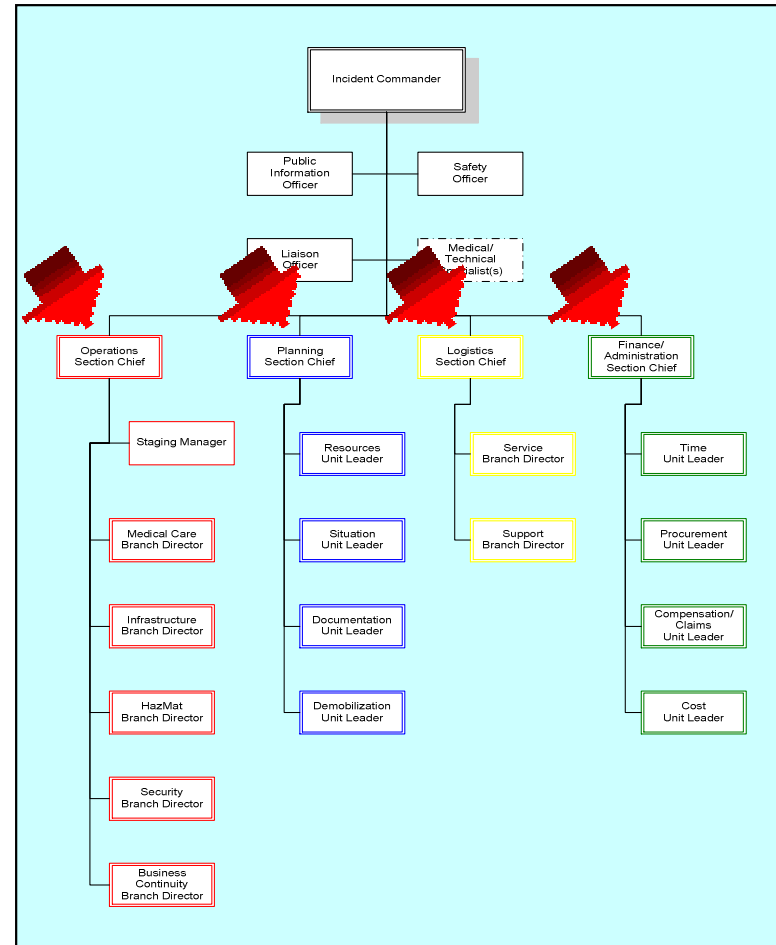 Incident Commander
Public
Information
Officer
Safety
Officer
Liaison
Officer
Medical/
Technical
Operations
Section Chief
Planning
Section Chief
Logistics
Section Chief
Finance/
Administration
Section Chief
Staging Manager
Medical Care
Branch Director
Infrastructure
Branch Director
HazMat
Branch Director
Security
Branch Director
Business
Continuity
Branch Director
Resources
Unit Leader
Situation
Unit Leader
Documentation
Unit Leader
Demobilization
Unit Leader
Service
Branch Director
Support
Branch Director
Time
Unit Leader
Procurement
Unit Leader
Compensation/
Claims
Unit Leader
Cost
Unit Leader